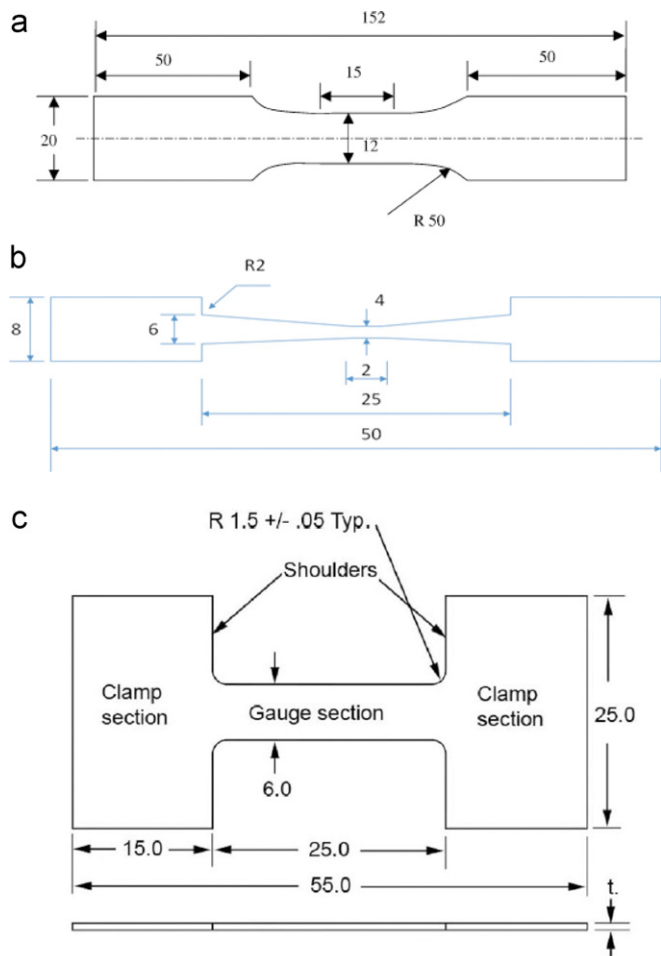 a
152
50
15
50
20
12
R 50
b
R2
4
8
6
2
25
50
c
R 1.5 +/- .05 Typ.
Shoulders
Clamp
section
Gauge section
Clamp
section
25.0
6.0
15.0
25.0
55.0
t.